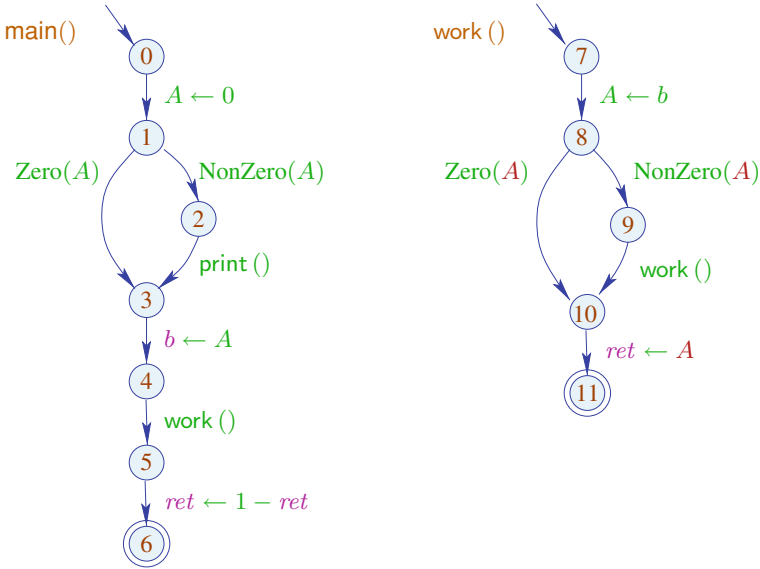 main()
0
A ← 0
1
Zero(A)
NonZero(A)
2
print ()
3
b ← A
4
work ()
5
ret ← 1 − ret
6
work ()
7
A ← b
8
Zero(A)
NonZero(A)
9
work ()
10
ret ← A
11